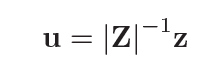 𝐮 = |𝐙|⁻¹𝐳